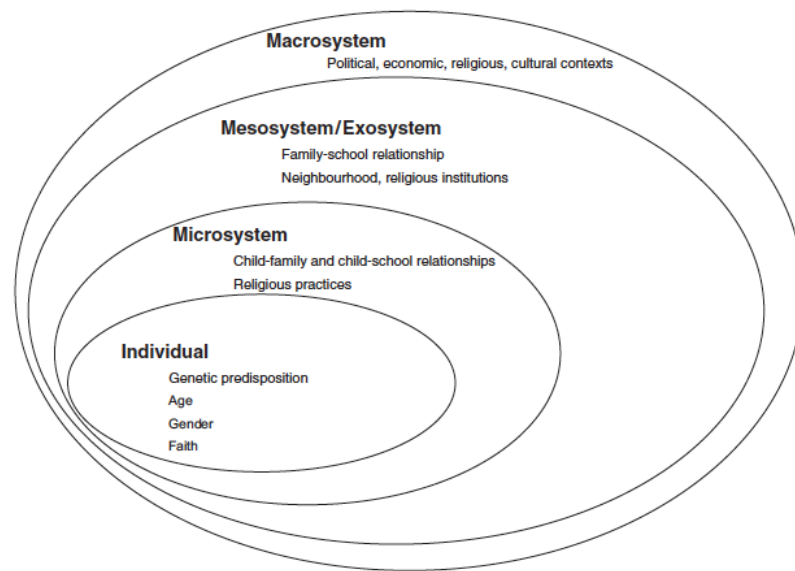 Macrosystem
Political, economic, religious, cultural contexts
Mesosystem/Exosystem
Family-school relationship
Neighbourhood, religious institutions
Microsystem
Child-family and child-school relationships
Religious practices
Individual
Genetic predisposition
Age
Gender
Faith